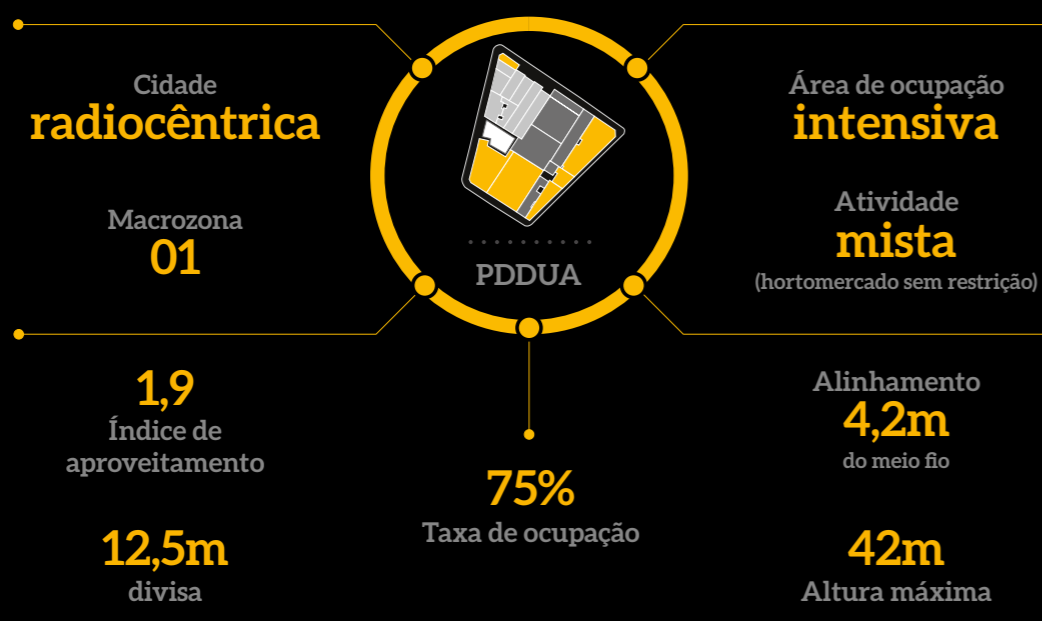 Cidade
radiocêntrica
Macrozona
01
PDDUA
Área de ocupação
intensiva
Atividade
mista
(hortomercado sem restrição)
1,9
Índice de
aproveitamento
12,5m
divisa
75%
Taxa de ocupação
Alinhamento
4,2m
do meio fio
42m
Altura máxima